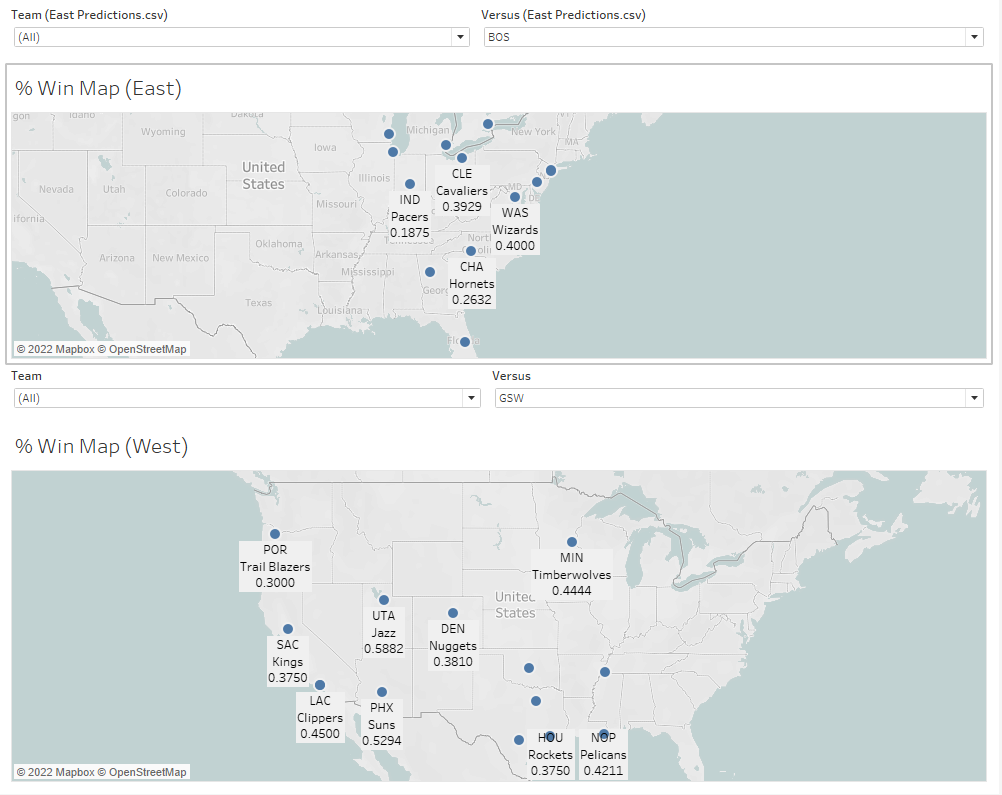 Team (East Predictions.csv)
Versus (East Predictions.csv)
(All)
BOS
% Win Map (East)
Idaho
Wyoming
Michigan
New York
Iowa
MA
United
States
Nevada
Utah
Colorado
Illinois
Missouri
MD
DE
CLE
Cavaliers
0.3929
IND
Pacers
0.1875
WAS
Wizards
0.4000
Arizona
New Mexico
Oklahoma
Arkansas
Mississippi
Texas
Louisiana
CHA
Hornets
0.2632
© 2022 Mapbox © OpenStreetMap
Team
Versus
(All)
GSW
% Win Map (West)
POR
Trail Blazers
0.3000
MIN
Timberwolves
0.4444
United
States
UTA
Jazz
0.5882
DEN
Nuggets
0.3810
SAC
Kings
0.3750
LAC
Clippers
0.4500
PHX
Suns
0.5294
HOU
Rockets
0.3750
NOP
Pelicans
0.4211
© 2022 Mapbox © OpenStreetMap